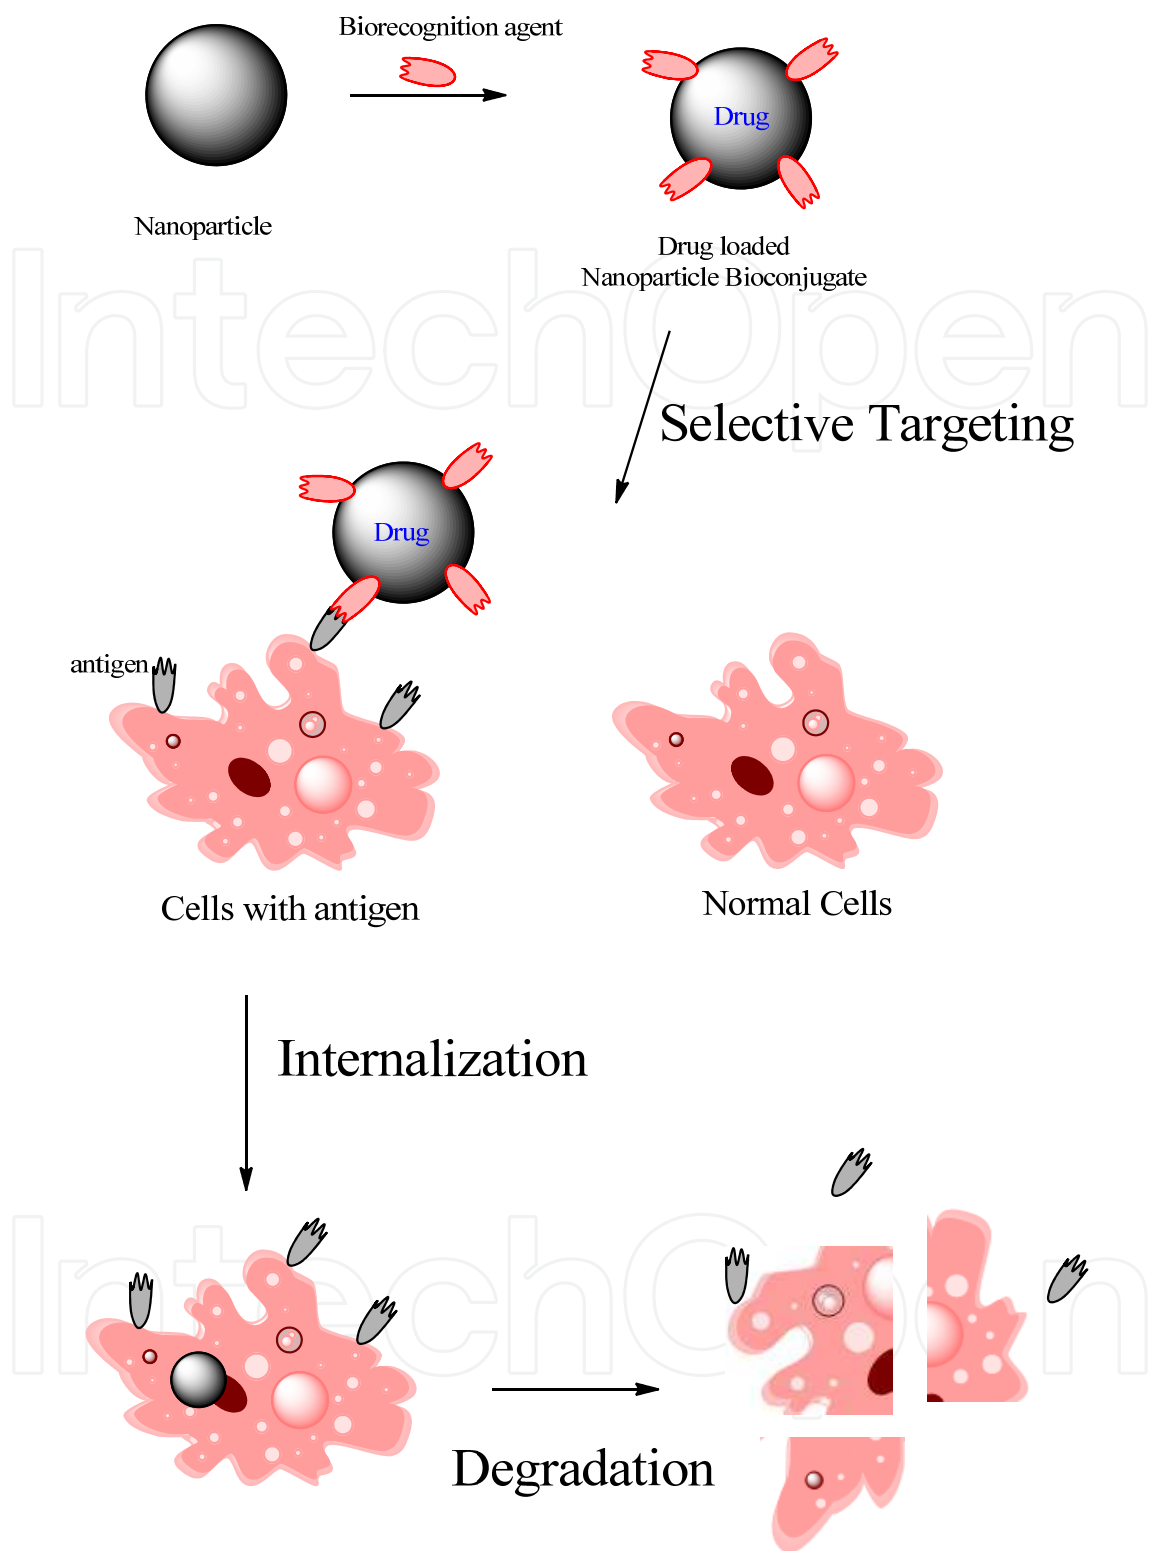 Biorecognition agent
Drug
Nanoparticle
Drug loaded
Nanoparticle Bioconjugate
IntechOpen
Selective Targeting
Drug
antigen
Cells with antigen
Normal Cells
Internalization
IntechOpen
Degradation